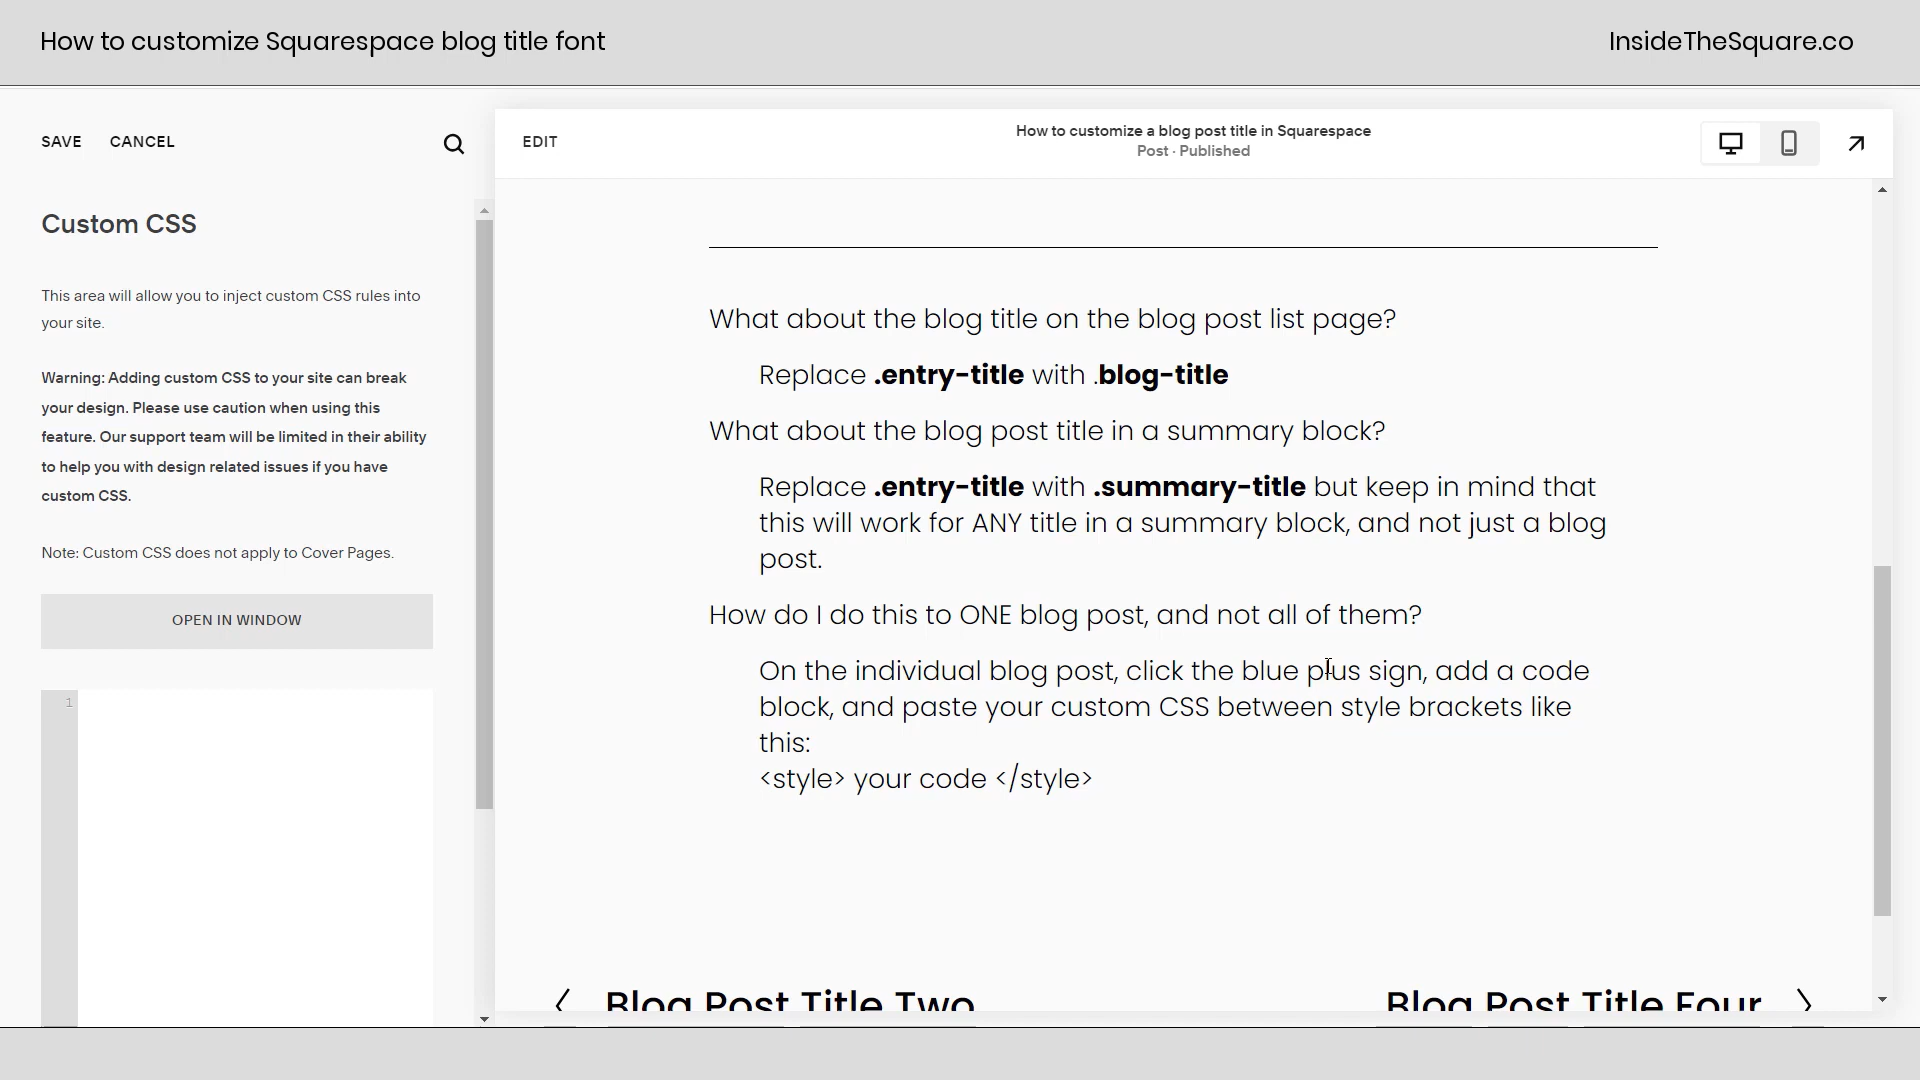 How to customize Squarespace blog title font
InsideTheSquare.co
SAVE
CANCEL
EDIT
How to customize a blog post title in Squarespace
Post · Published
Custom CSS
This area will allow you to inject custom CSS rules into
your site.
Warning: Adding custom CSS to your site can break
your design. Please use caution when using this
feature. Our support team will be limited in their ability
to help you with design related issues if you have
custom CSS.
Note: Custom CSS does not apply to Cover Pages.
OPEN IN WINDOW
1
What about the blog title on the blog post list page?
Replace .entry-title with .blog-title
What about the blog post title in a summary block?
Replace .entry-title with .summary-title but keep in mind that
this will work for ANY title in a summary block, and not just a blog
post.
How do I do this to ONE blog post, and not all of them?
On the individual blog post, click the blue plus sign, add a code
block, and paste your custom CSS between style brackets like
this:
<style> your code </style>
Blog Post Title Two
Blog Post Title Four